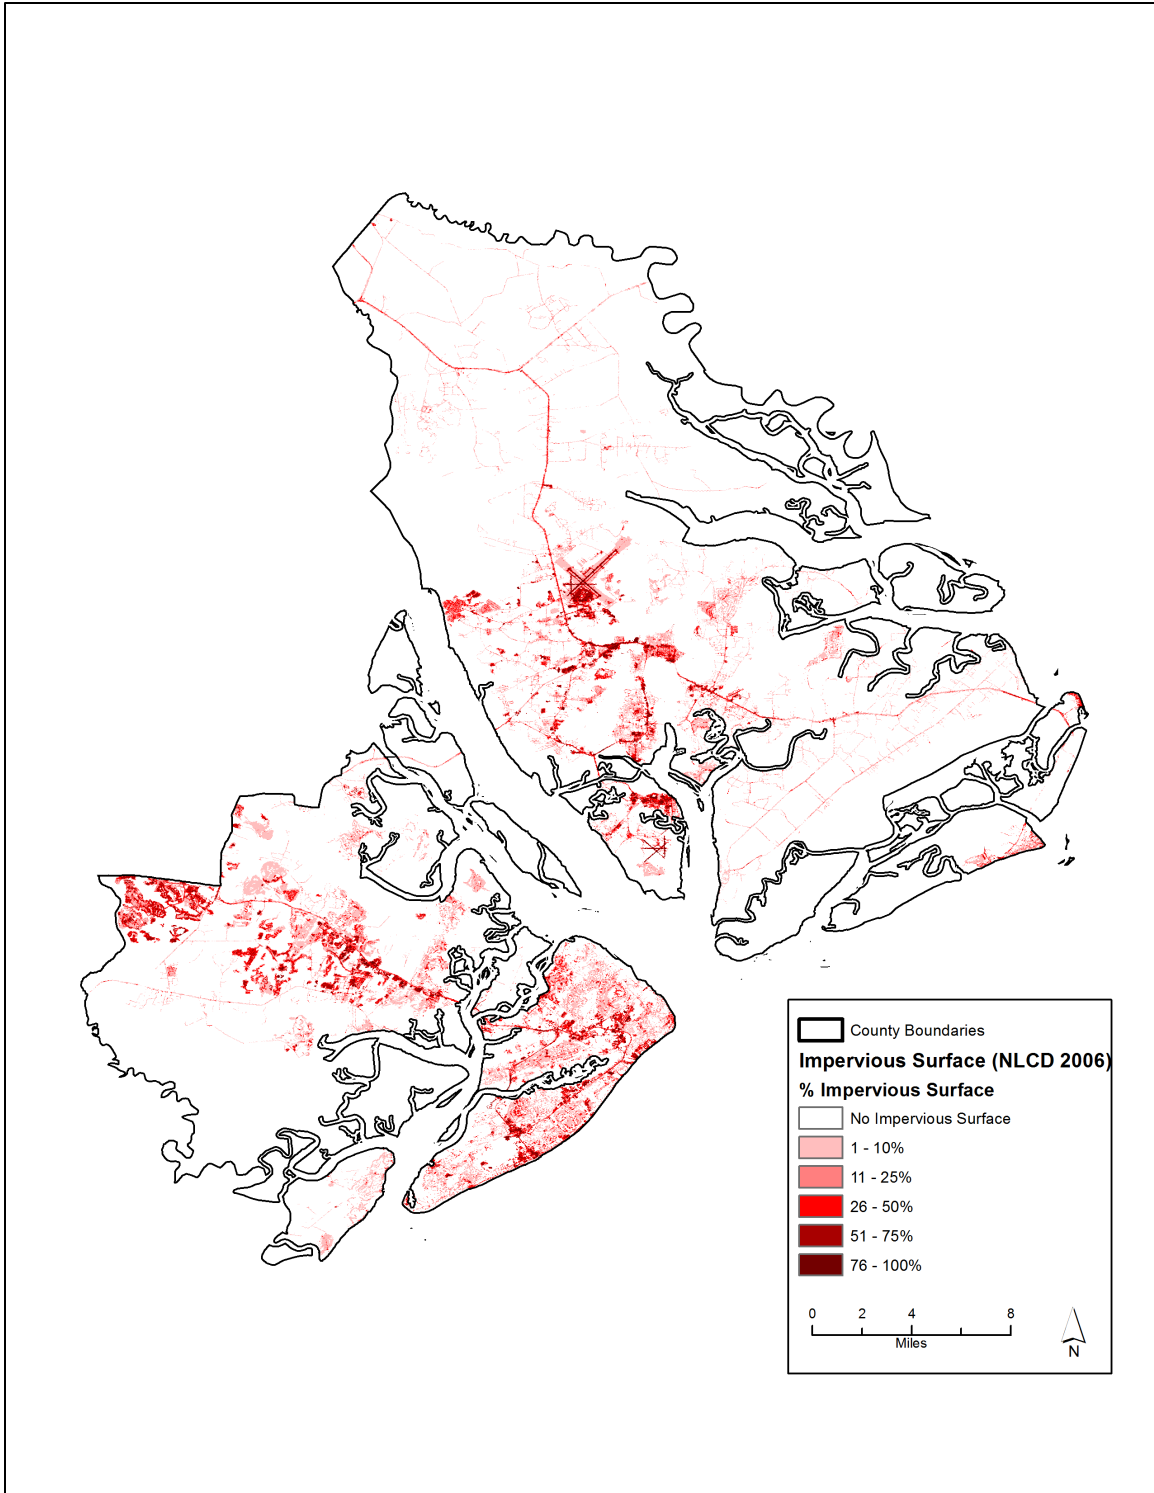 County Boundaries
Impervious Surface (NLCD 2006)
% Impervious Surface
No Impervious Surface
1 - 10%
11 - 25%
26 - 50%
51 - 75%
76 - 100%
0 2 4 8
Miles
N